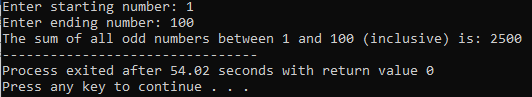 Enter starting number: 1
Enter ending number: 100
The sum of all odd numbers between 1 and 100 (inclusive) is: 2500
--------------------------------
Process exited after 54.02 seconds with return value 0
Press any key to continue . . .